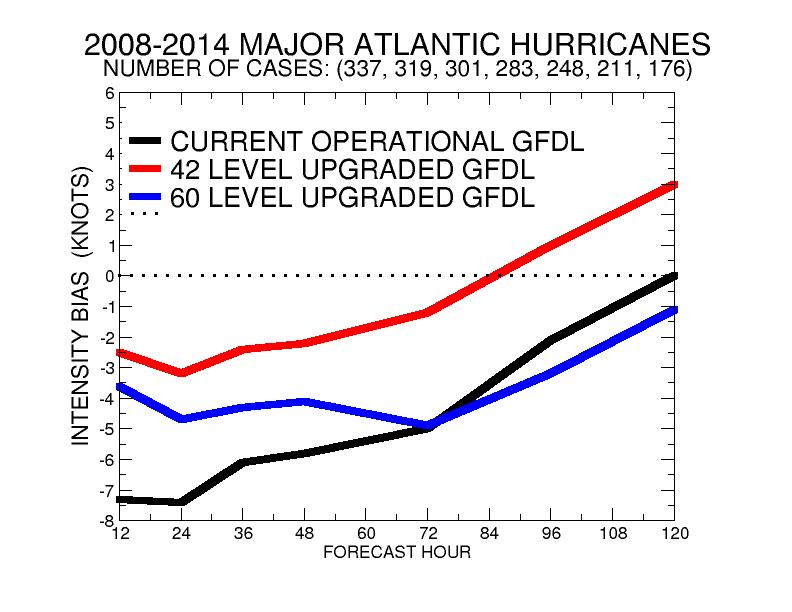 2008-2014 MAJOR ATLANTIC HURRICANES
NUMBER OF CASES: (337, 319, 301, 283, 248, 211, 176)
CURRENT OPERATIONAL GFDL
42 LEVEL UPGRADED GFDL
60 LEVEL UPGRADED GFDL
INTENSITY BIAS (KNOTS)
6
5
4
3
2
1
0
-1
-2
-3
-4
-5
-6
-7
-8
12 24 36 48 60 72 84 96 108 120
FORECAST HOUR